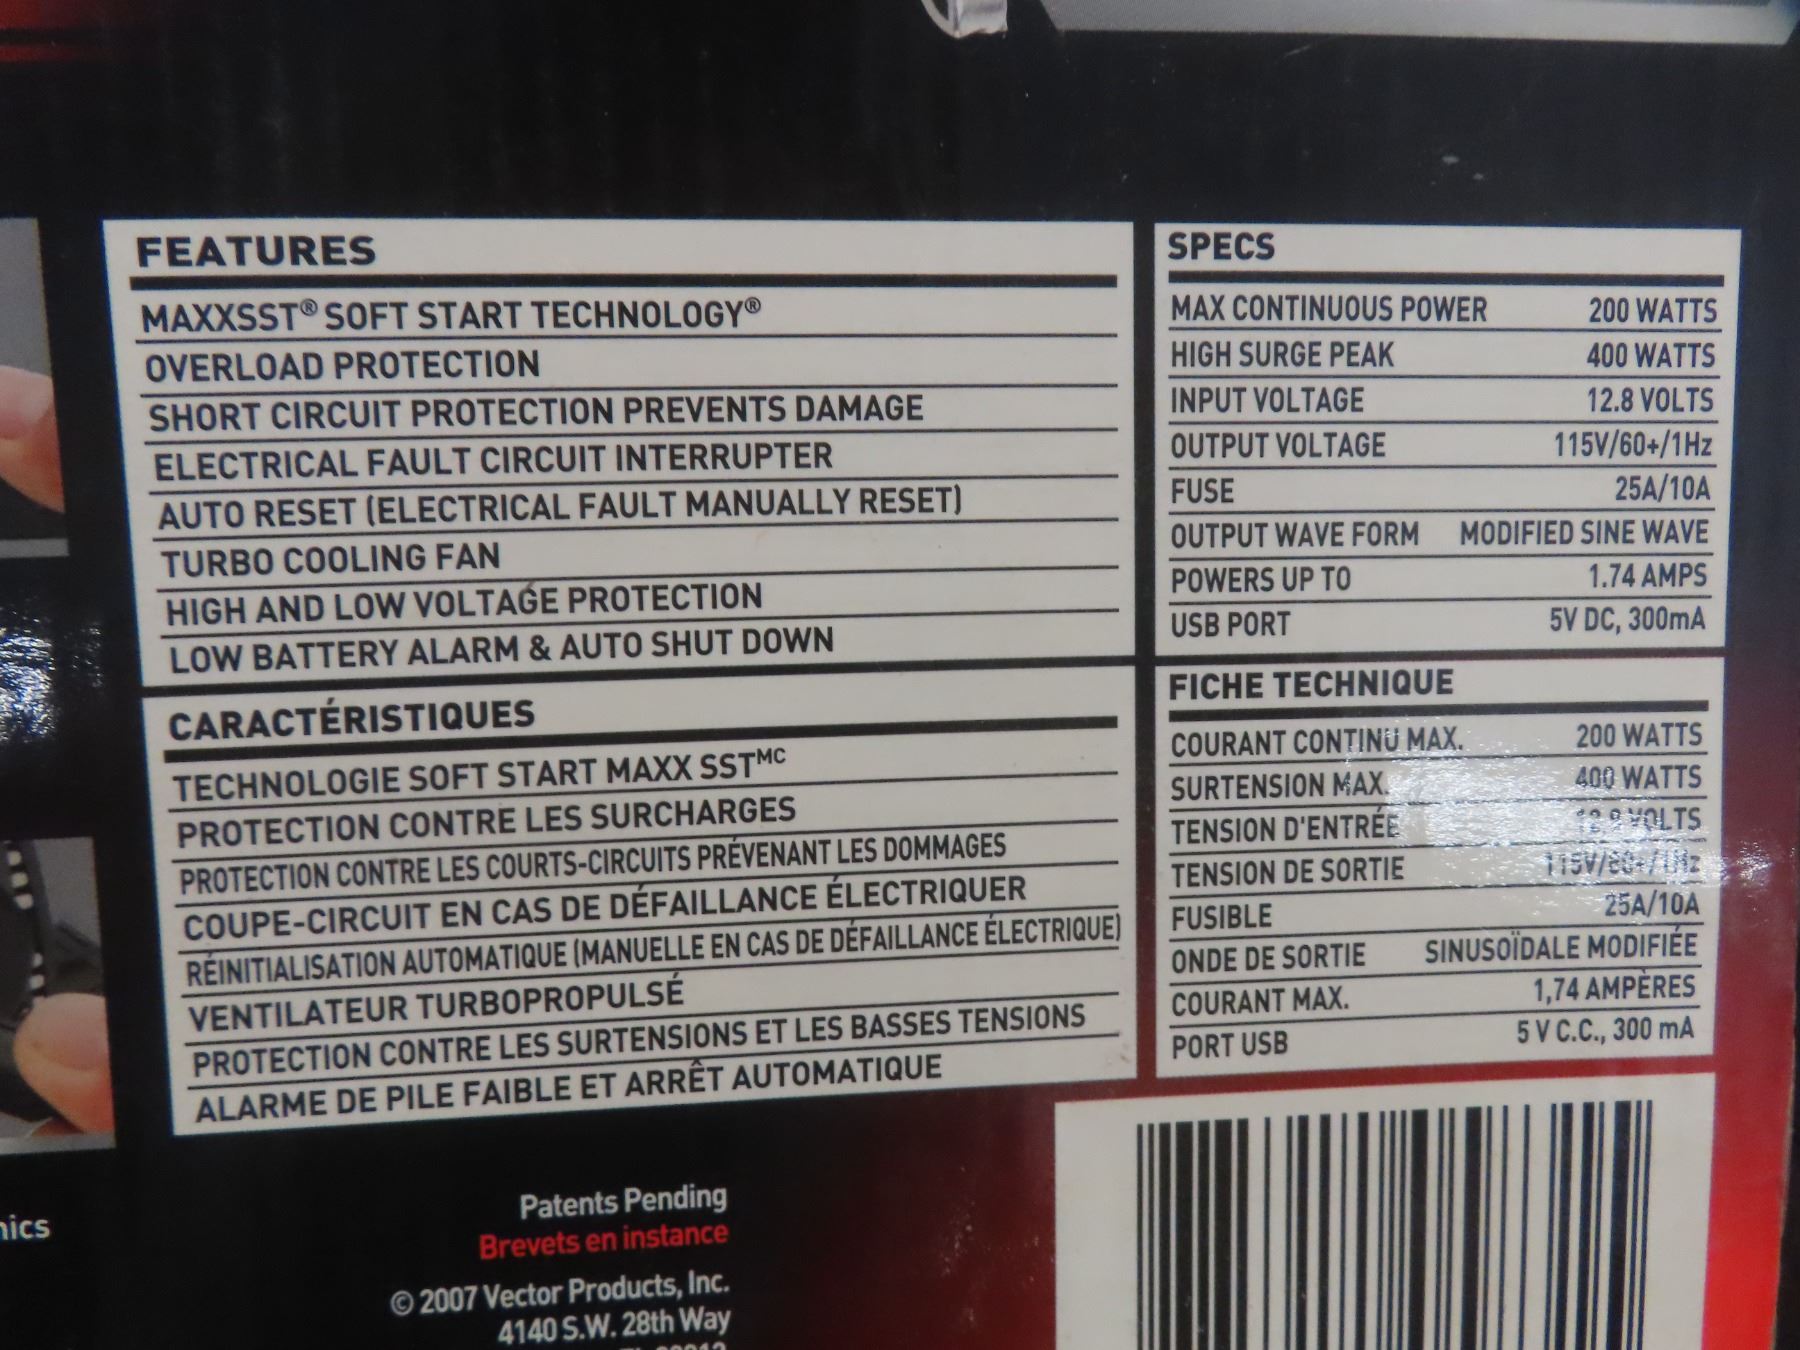 FEATURES
MAXXSST® SOFT START TECHNOLOGY®
OVERLOAD PROTECTION
SHORT CIRCUIT PROTECTION PREVENTS DAMAGE
ELECTRICAL FAULT CIRCUIT INTERRUPTER
AUTO RESET (ELECTRICAL FAULT MANUALLY RESET)
TURBO COOLING FAN
HIGH AND LOW VOLTAGE PROTECTION
LOW BATTERY ALARM & AUTO SHUT DOWN
CARACTÉRISTIQUES
TECHNOLOGIE SOFT START MAXX SSTMC
PROTECTION CONTRE LES SURCHARGES
PROTECTION CONTRE LES COURTS-CIRCUITS PRÉVENANT LES DOMMAGES
COUPE-CIRCUIT EN CAS DE DÉFAILLANCE ÉLECTRIQUER
RÉINITIALISATION AUTOMATIQUE (MANUELLE EN CAS DE DÉFAILLANCE ÉLECTRIQUE)
VENTILATEUR TURBOPROPULSÉ
PROTECTION CONTRE LES SURTENSIONS ET LES BASSES TENSIONS
ALARME DE PILE FAIBLE ET ARRÊT AUTOMATIQUE
SPECS
MAX CONTINUOUS POWER 200 WATTS
HIGH SURGE PEAK 400 WATTS
INPUT VOLTAGE 12.8 VOLTS
OUTPUT VOLTAGE 115V/60+/1Hz
FUSE 25A/10A
OUTPUT WAVE FORM MODIFIED SINE WAVE
POWERS UP TO 1.74 AMPS
USB PORT 5V DC, 300mA
FICHE TECHNIQUE
COURANT CONTINU MAX. 200 WATTS
SURTENSION MAX. 400 WATTS
TENSION D'ENTRÉE VOLTS
TENSION DE SORTIE
FUSIBLE 25A/10A
ONDE DE SORTIE SINUSOÏDALE MODIFIÉE
COURANT MAX. 1,74 AMPÈRES
PORT USB 5 V C.C., 300 mA
Patents Pending
Brevets en instance
© 2007 Vector Products, Inc.
4140 S.W. 28th Way